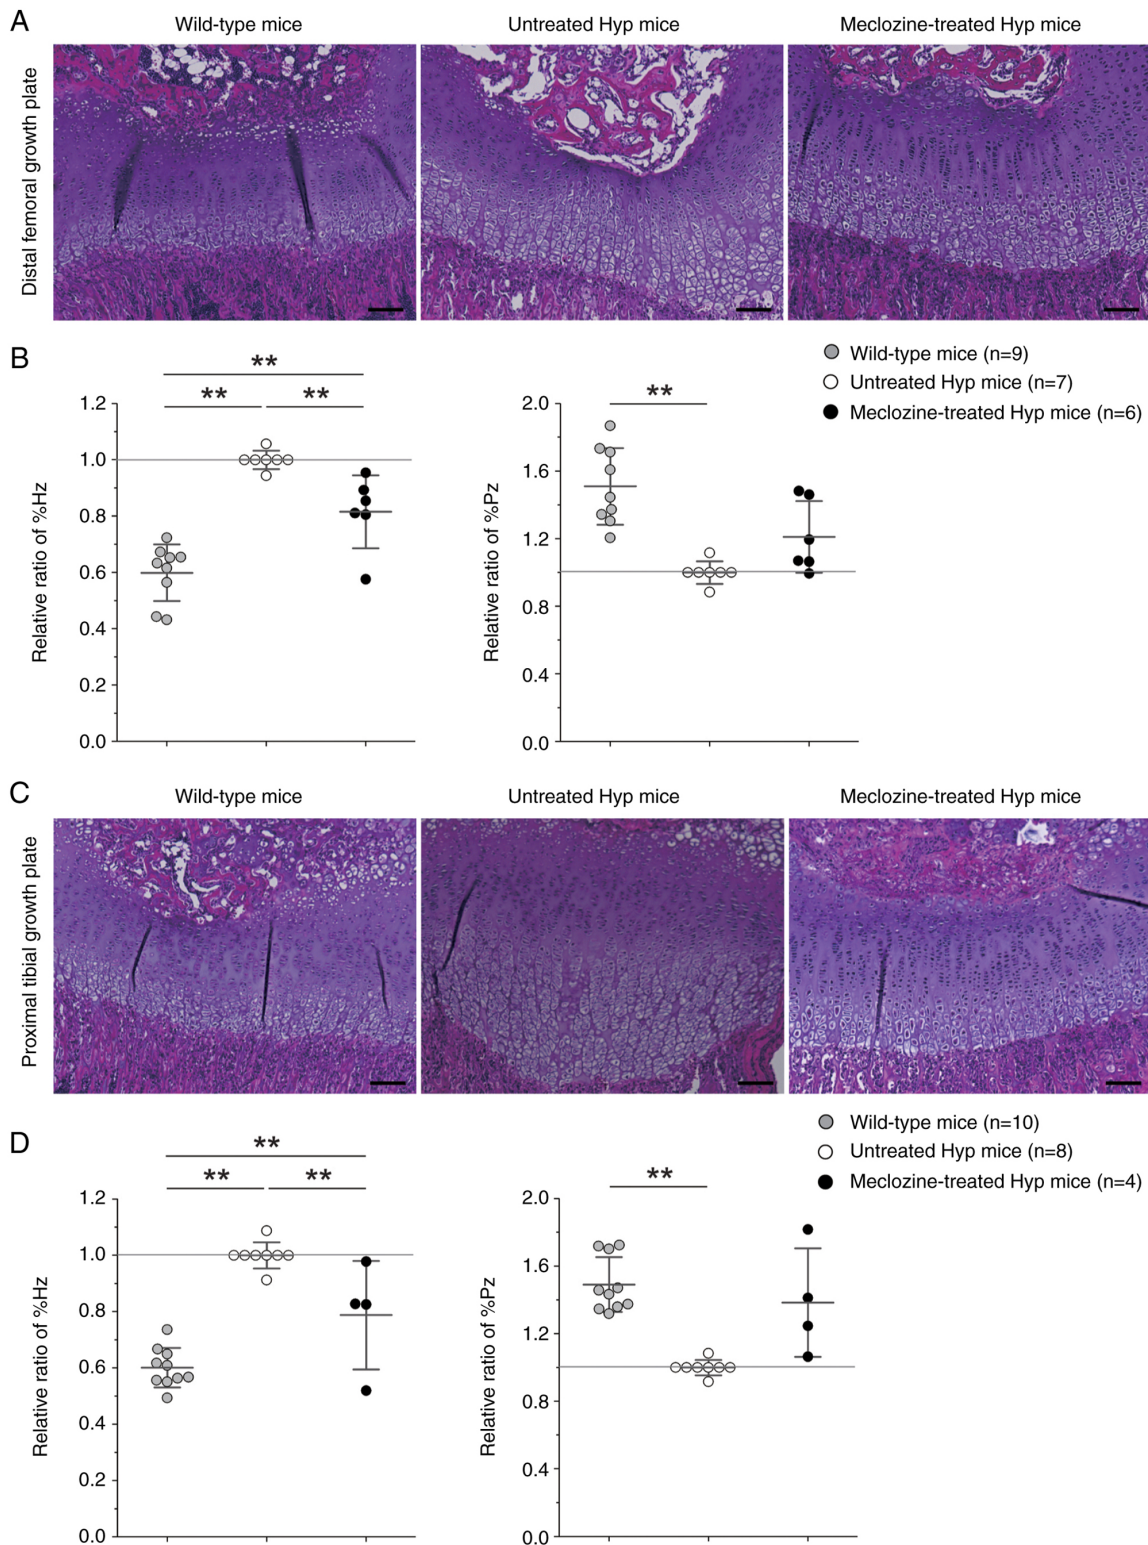 A
Wild-type mice
Untreated Hyp mice
Meclozine-treated Hyp mice
Distal femoral growth plate
B
Wild-type mice (n=9)
Untreated Hyp mice (n=7)
Meclozine-treated Hyp mice (n=6)
**
** **
1.2
1.0
0.8
0.6
0.4
0.2
0.0
Relative ratio of %Hz
**
2.0
1.6
1.2
0.8
0.4
0.0
Relative ratio of %Pz
C
Wild-type mice
Untreated Hyp mice
Meclozine-treated Hyp mice
Proximal tibial growth plate
D
Wild-type mice (n=10)
Untreated Hyp mice (n=8)
Meclozine-treated Hyp mice (n=4)
**
** **
1.2
1.0
0.8
0.6
0.4
0.2
0.0
Relative ratio of %Hz
**
2.0
1.6
1.2
0.8
0.4
0.0
Relative ratio of %Pz